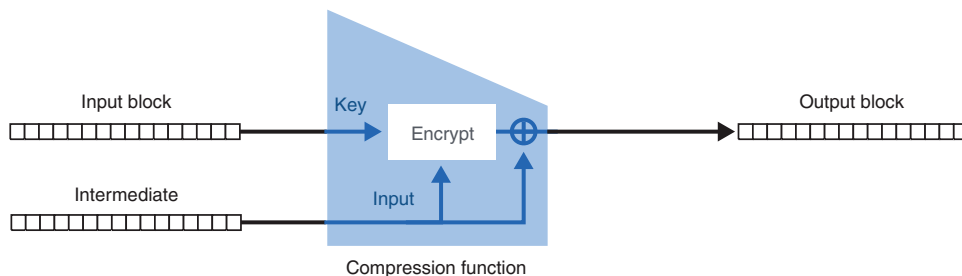 Input block
Key
Encrypt
Output block
Intermediate
Input
Compression function